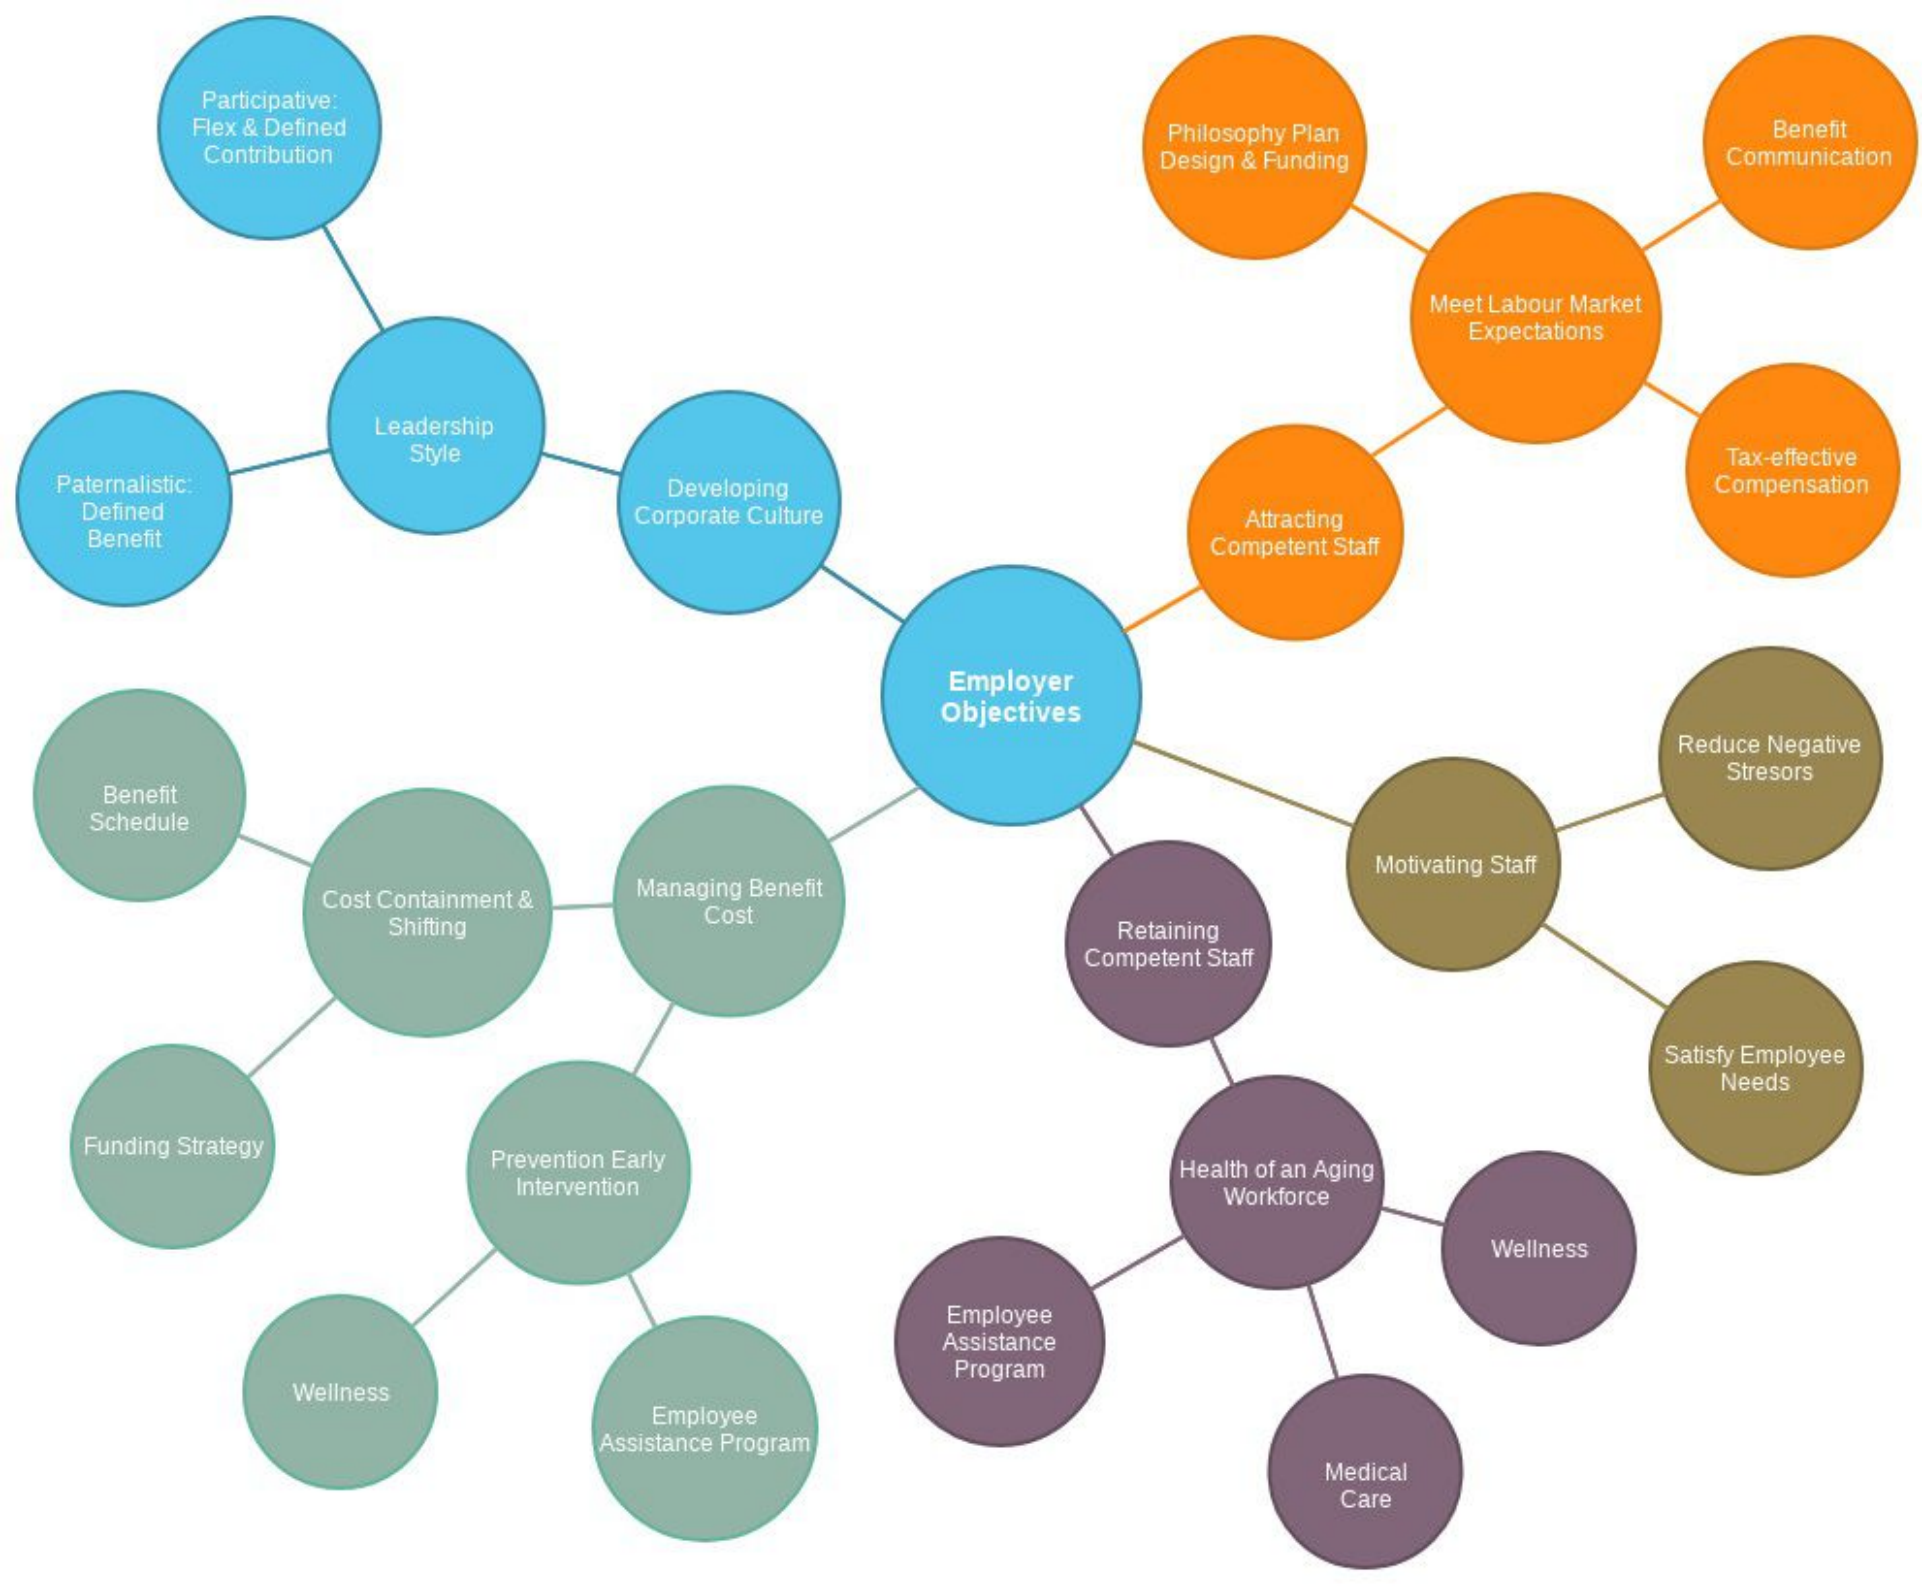 Participative:
Flex & Defined
Contribution
Philosophy Plan
Design & Funding
Benefit
Communication
Meet Labour Market
Expectations
Leadership
Style
Paternalistic:
Defined
Benefit
Developing
Corporate Culture
Attracting
Competent Staff
Tax-effective
Compensation
Employer
Objectives
Reduce Negative
Stresors
Benefit
Schedule
Cost Containment &
Shifting
Managing Benefit
Cost
Motivating Staff
Retaining
Competent Staff
Satisfy Employee
Needs
Funding Strategy
Prevention Early
Intervention
Health of an Aging
Workforce
Wellness
Employee
Assistance
Program
Wellness
Employee
Assistance Program
Medical
Care